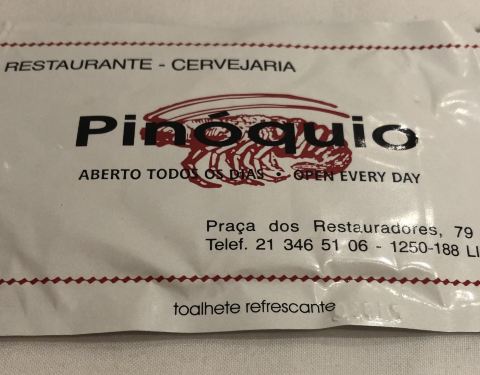 RESTAURANTE - CERVEJARIA
Pinóquio
ABERTO TODOS OS DIAS • OPEN EVERY DAY
Praça dos Restauradores, 79
Telef. 21 346 51 06 - 1250-188 LI
toalhete refrescante